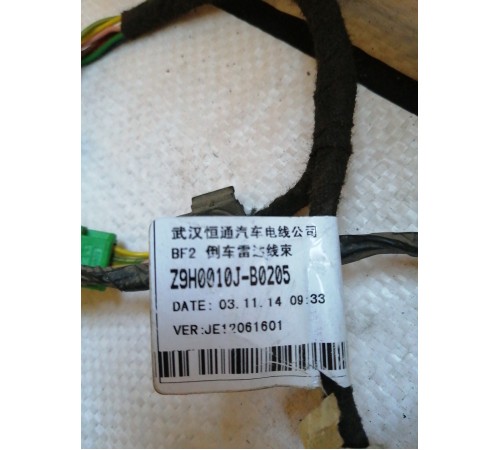 武汉恒通汽车电线公司
BF2 倒车雷达线束
Z9H0010J-B0205
DATE: 03.11.14 09:33
VER:JE12061601